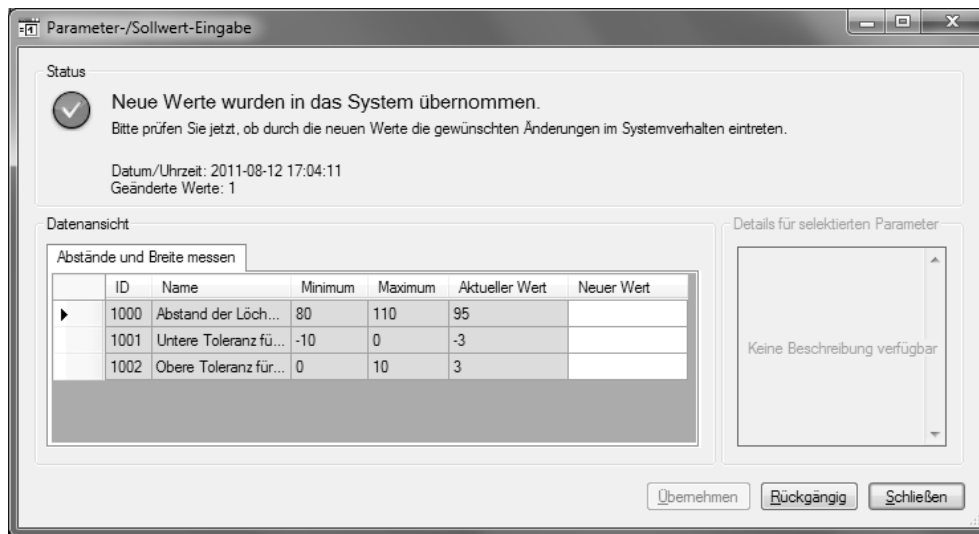 Parameter-/Sollwert-Eingabe
Status
Neue Werte wurden in das System übernommen.
Bitte prüfen Sie jetzt, ob durch die neuen Werte die gewünschten Änderungen im Systemverhalten eintreten.
Datum/Uhrzeit: 2011-08-12 17:04:11
Geänderte Werte: 1
Datenansicht
Abstände und Breite messen
ID Name Minimum Maximum Aktueller Wert Neuer Wert
1000 Abstand der Löch... 80 110 95
1001 Untere Toleranz fü... -10 0 -3
1002 Obere Toleranz für... 0 10 3
Details für selektierten Parameter
Keine Beschreibung verfügbar
Übernehmen Rückgängig Schließen